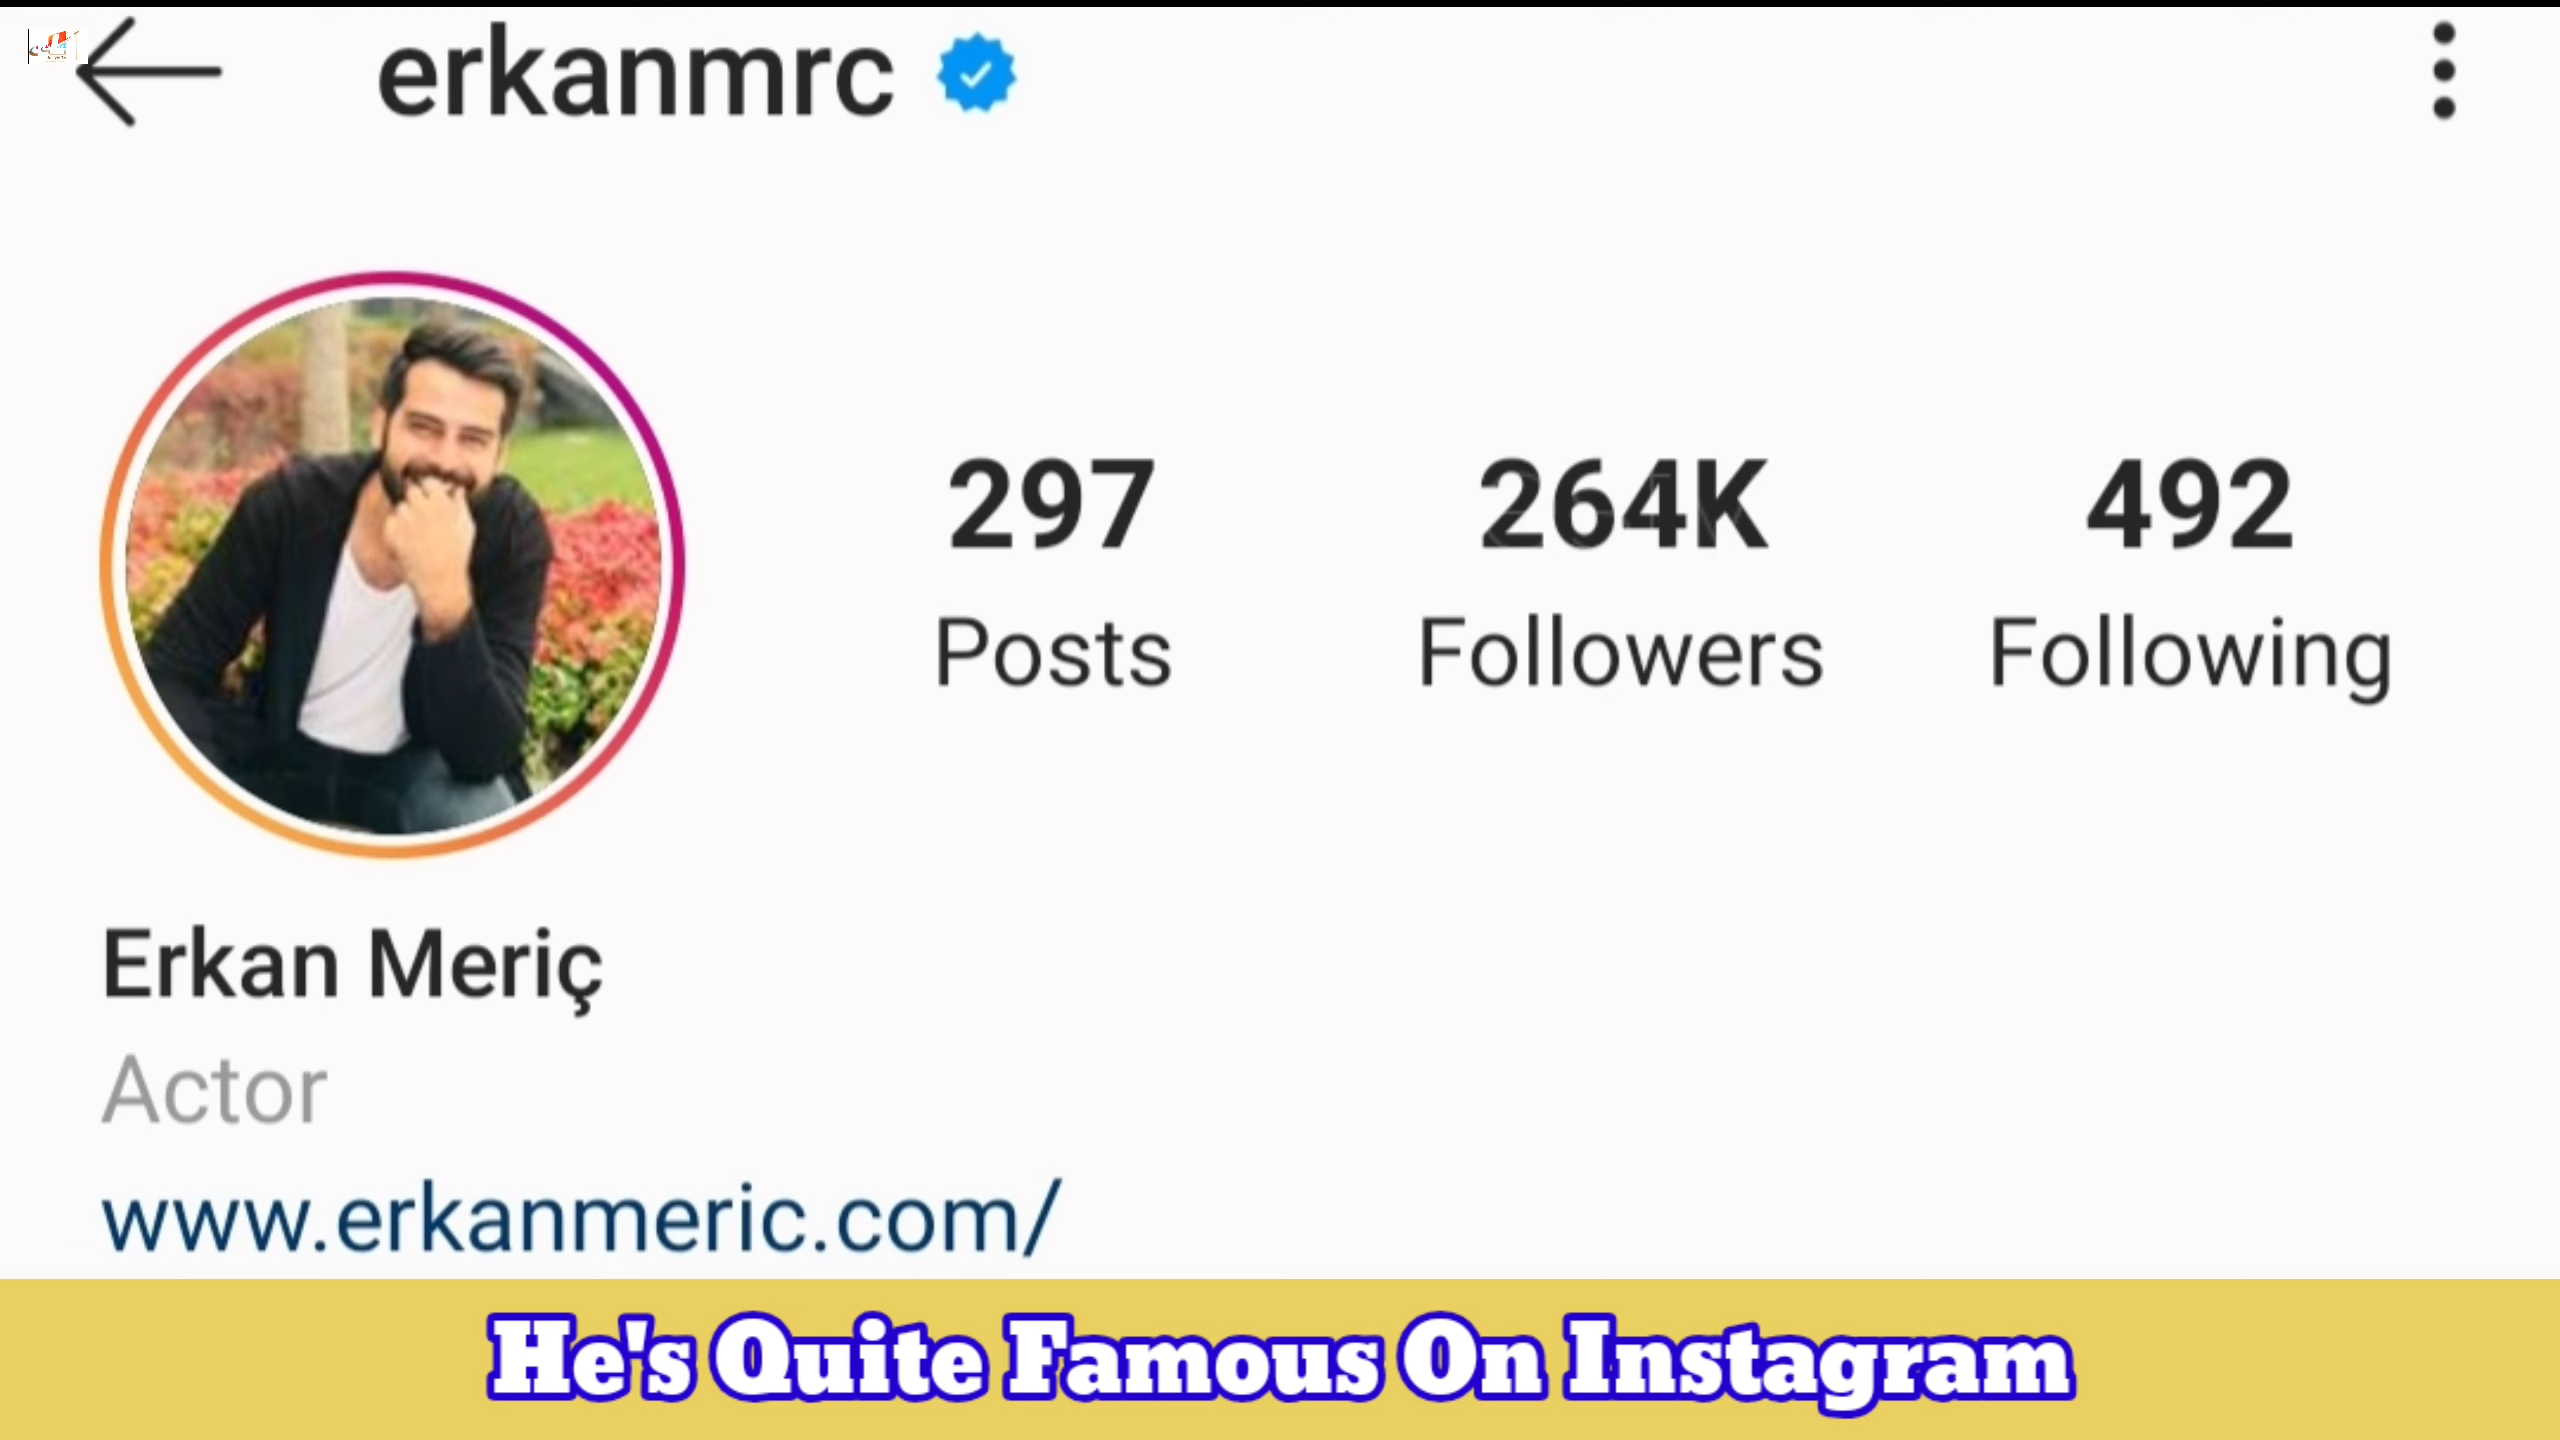 erkanmrc
297 264K 492
Posts Followers Following
Erkan Meriç
Actor
www.erkanmeric.com/
He's Quite Famous On Instagram